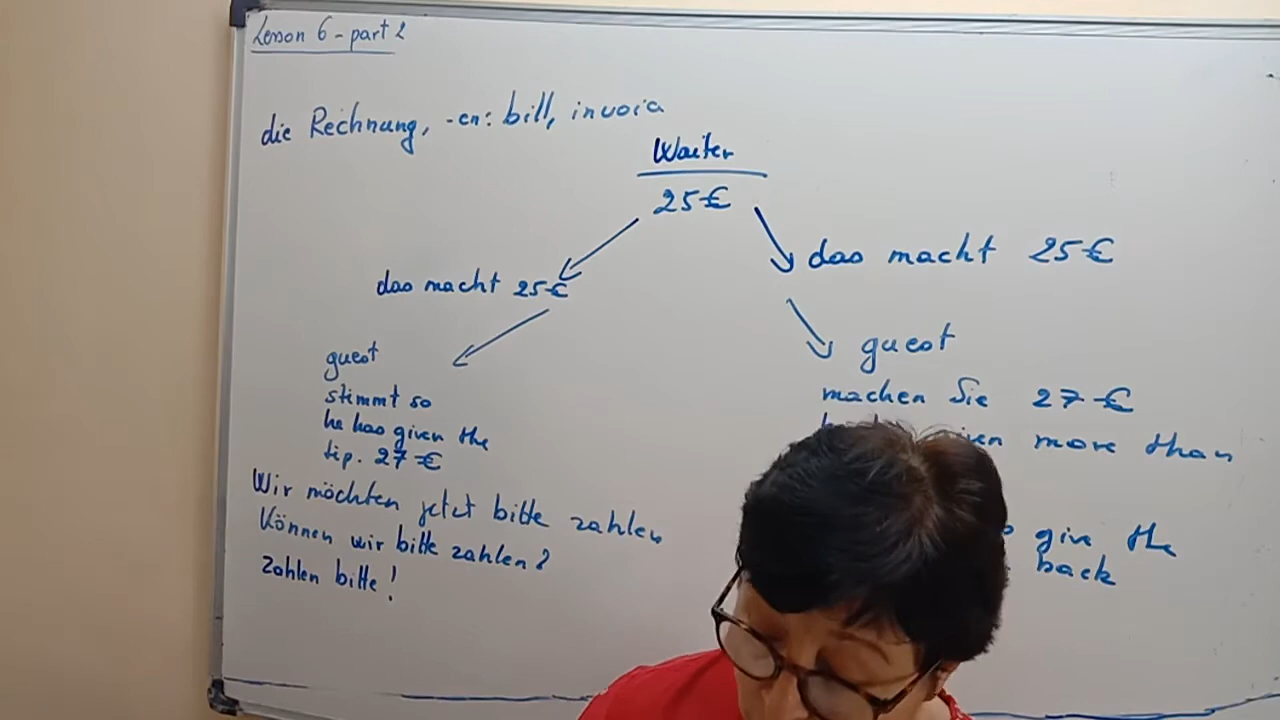 Lesson 6 - part 2
die Rechnung, -en: bill, invoia
Waiter
25 €
das macht 25 €
guest
stimmt so
he has given the
tip. 27 €
das macht 25 €
guest
machen Sie 27 €
more than
give the
back
Wir möchten jetzt bitte zahlen
Können wir bitte zahlen?
Zahlen bitte!